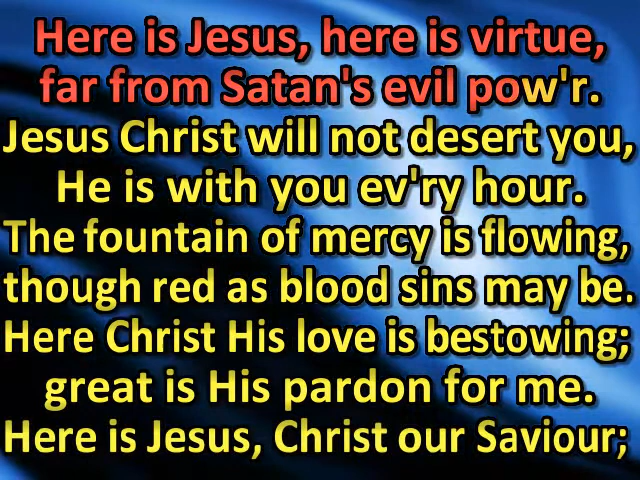 Here is Jesus, here is virtue,
far from Satan's evil pow'r.
Jesus Christ will not desert you,
He is with you ev'ry hour.
The fountain of mercy is flowing,
though red as blood sins may be.
Here Christ His love is bestowing;
great is His pardon for me.
Here is Jesus, Christ our Saviour;